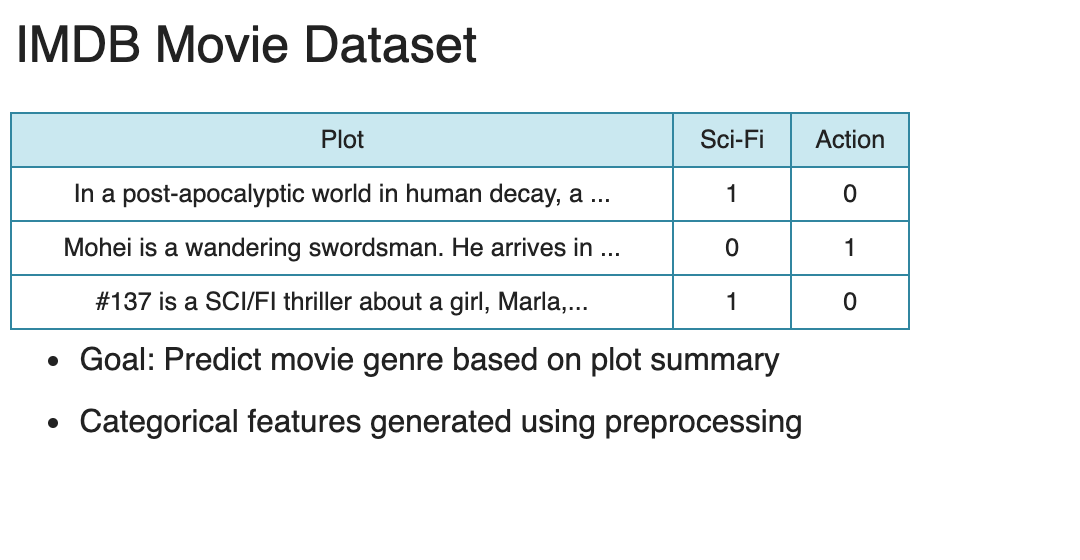 IMDB Movie Dataset
Plot Sci-Fi Action
In a post-apocalyptic world in human decay, a ... 1 0
Mohei is a wandering swordsman. He arrives in ... 0 1
#137 is a SCI/FI thriller about a girl, Marla,... 1 0
• Goal: Predict movie genre based on plot summary
• Categorical features generated using preprocessing